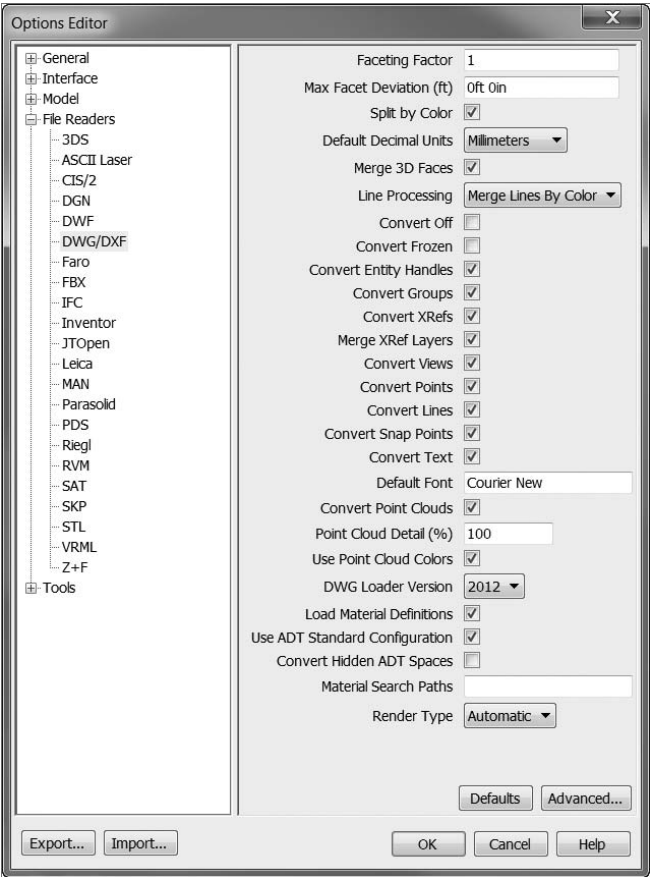 Options Editor
X
General
Interface
Model
File Readers
3DS
ASCII Laser
CIS/2
DGN
DWF
DWG/DXF
Faro
FBX
IFC
Inventor
JTOpen
Leica
MAN
Parasolid
PDS
Riegl
RVM
SAT
SKP
STL
VRML
Z+F
Tools
Faceting Factor 1
Max Facet Deviation (ft) 0ft 0in
Split by Color
Default Decimal Units Millimeters
Merge 3D Faces
Line Processing Merge Lines By Color
Convert Off
Convert Frozen
Convert Entity Handles
Convert Groups
Convert XRefs
Merge XRef Layers
Convert Views
Convert Points
Convert Lines
Convert Snap Points
Convert Text
Default Font Courier New
Convert Point Clouds
Point Cloud Detail (%) 100
Use Point Cloud Colors
DWG Loader Version 2012
Load Material Definitions
Use ADT Standard Configuration
Convert Hidden ADT Spaces
Material Search Paths
Render Type Automatic
Defaults Advanced...
Export... Import... OK Cancel Help